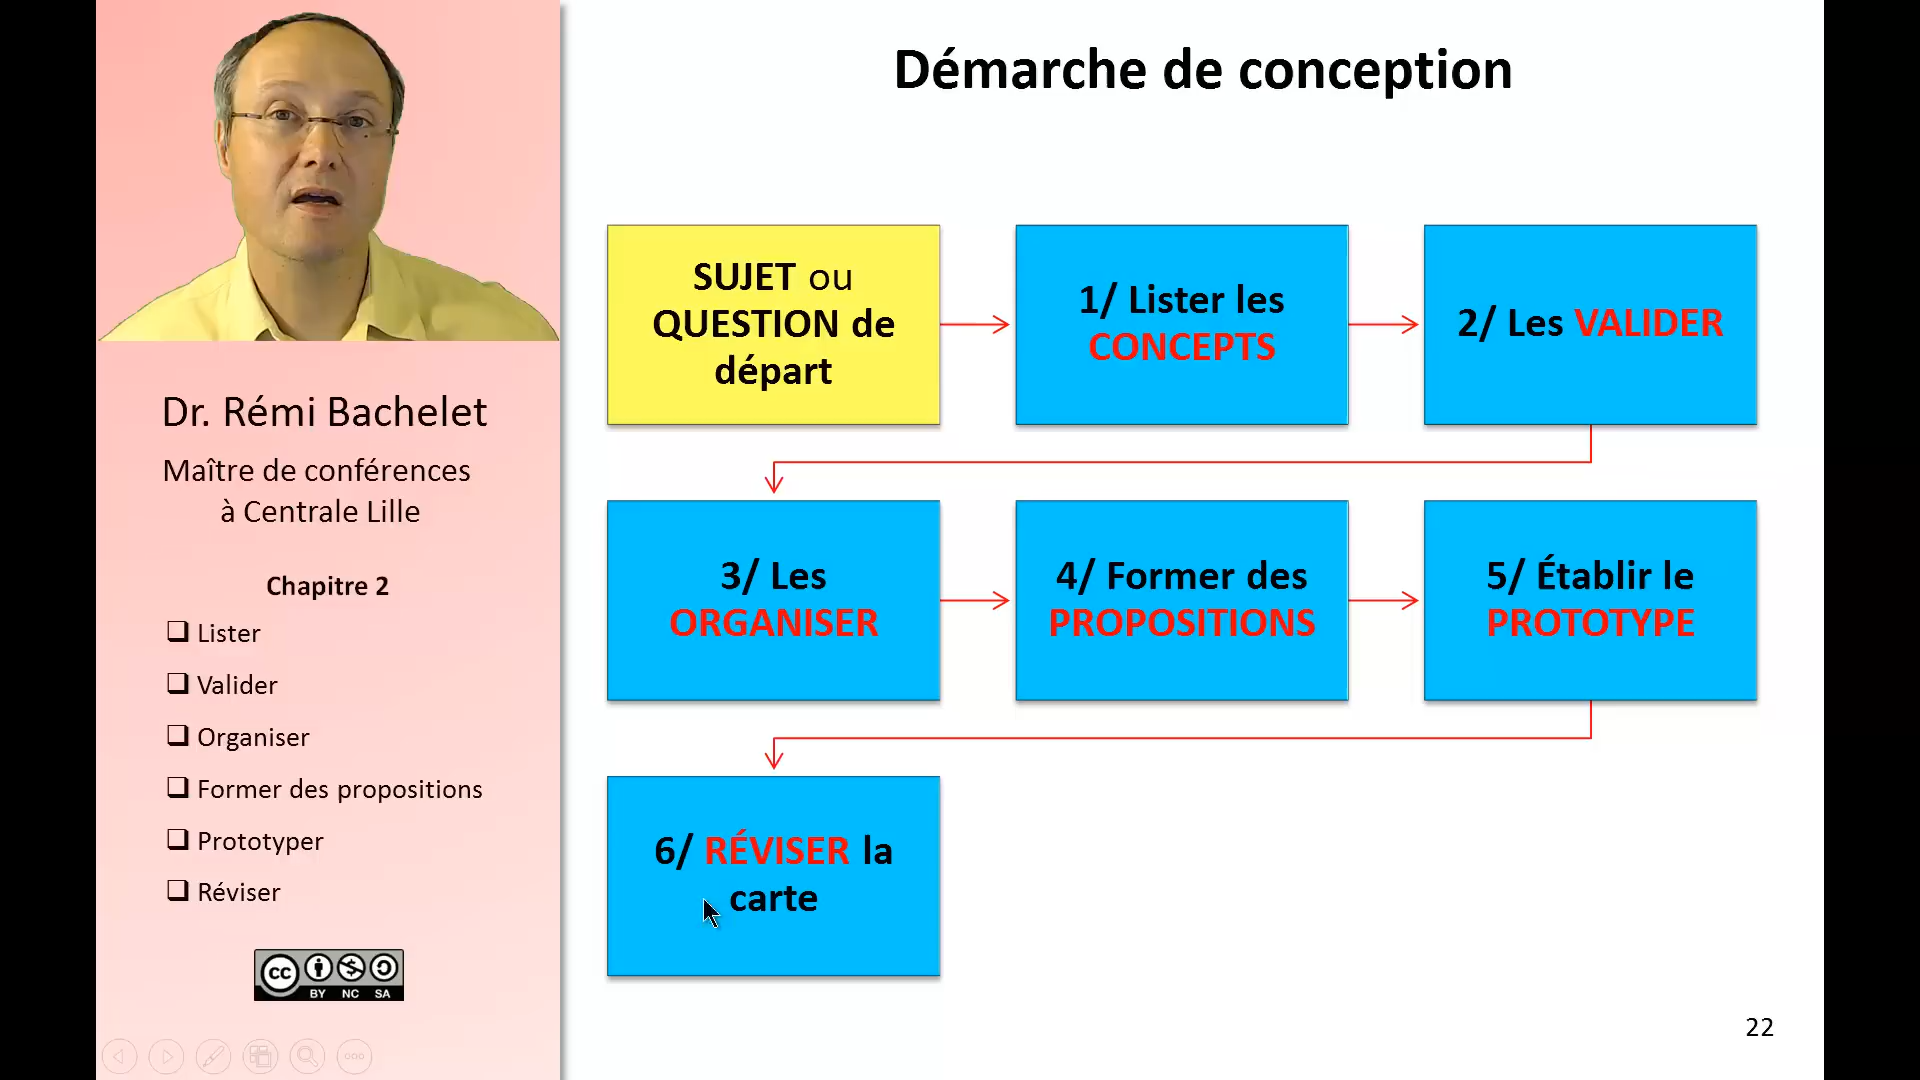 Démarche de conception
SUJET ou
QUESTION de
départ
1/ Lister les
CONCEPTS
2/ Les VALIDER
3/ Les
ORGANISER
4/ Former des
PROPOSITIONS
5/ Établir le
PROTOTYPE
6/ RÉVISER la
carte
Dr. Rémi Bachelet
Maître de conférences
à Centrale Lille
Chapitre 2
Lister
Valider
Organiser
Former des propositions
Prototyper
Réviser
cc
BY NC SA
22